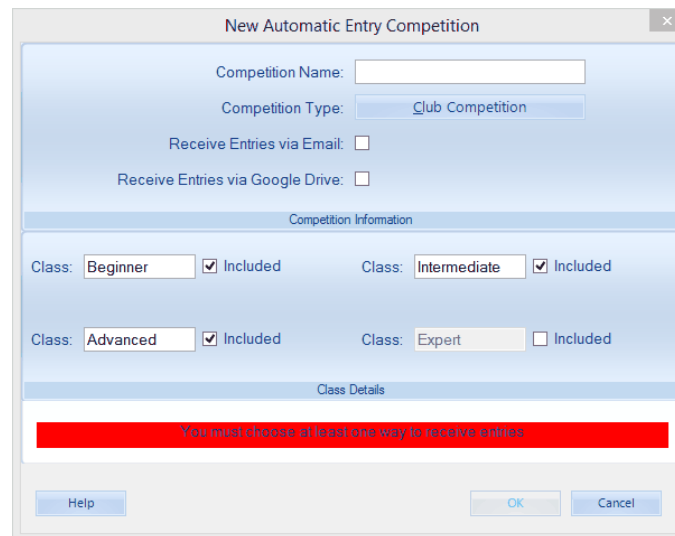 New Automatic Entry Competition
Competition Name:
Competition Type: Club Competition
Receive Entries via Email:
Receive Entries via Google Drive:
Competition Information
Class: Beginner Included Class: Intermediate Included
Class: Advanced Included Class: Expert Included
Class Details
You must choose at least one way to receive entries
Help OK Cancel